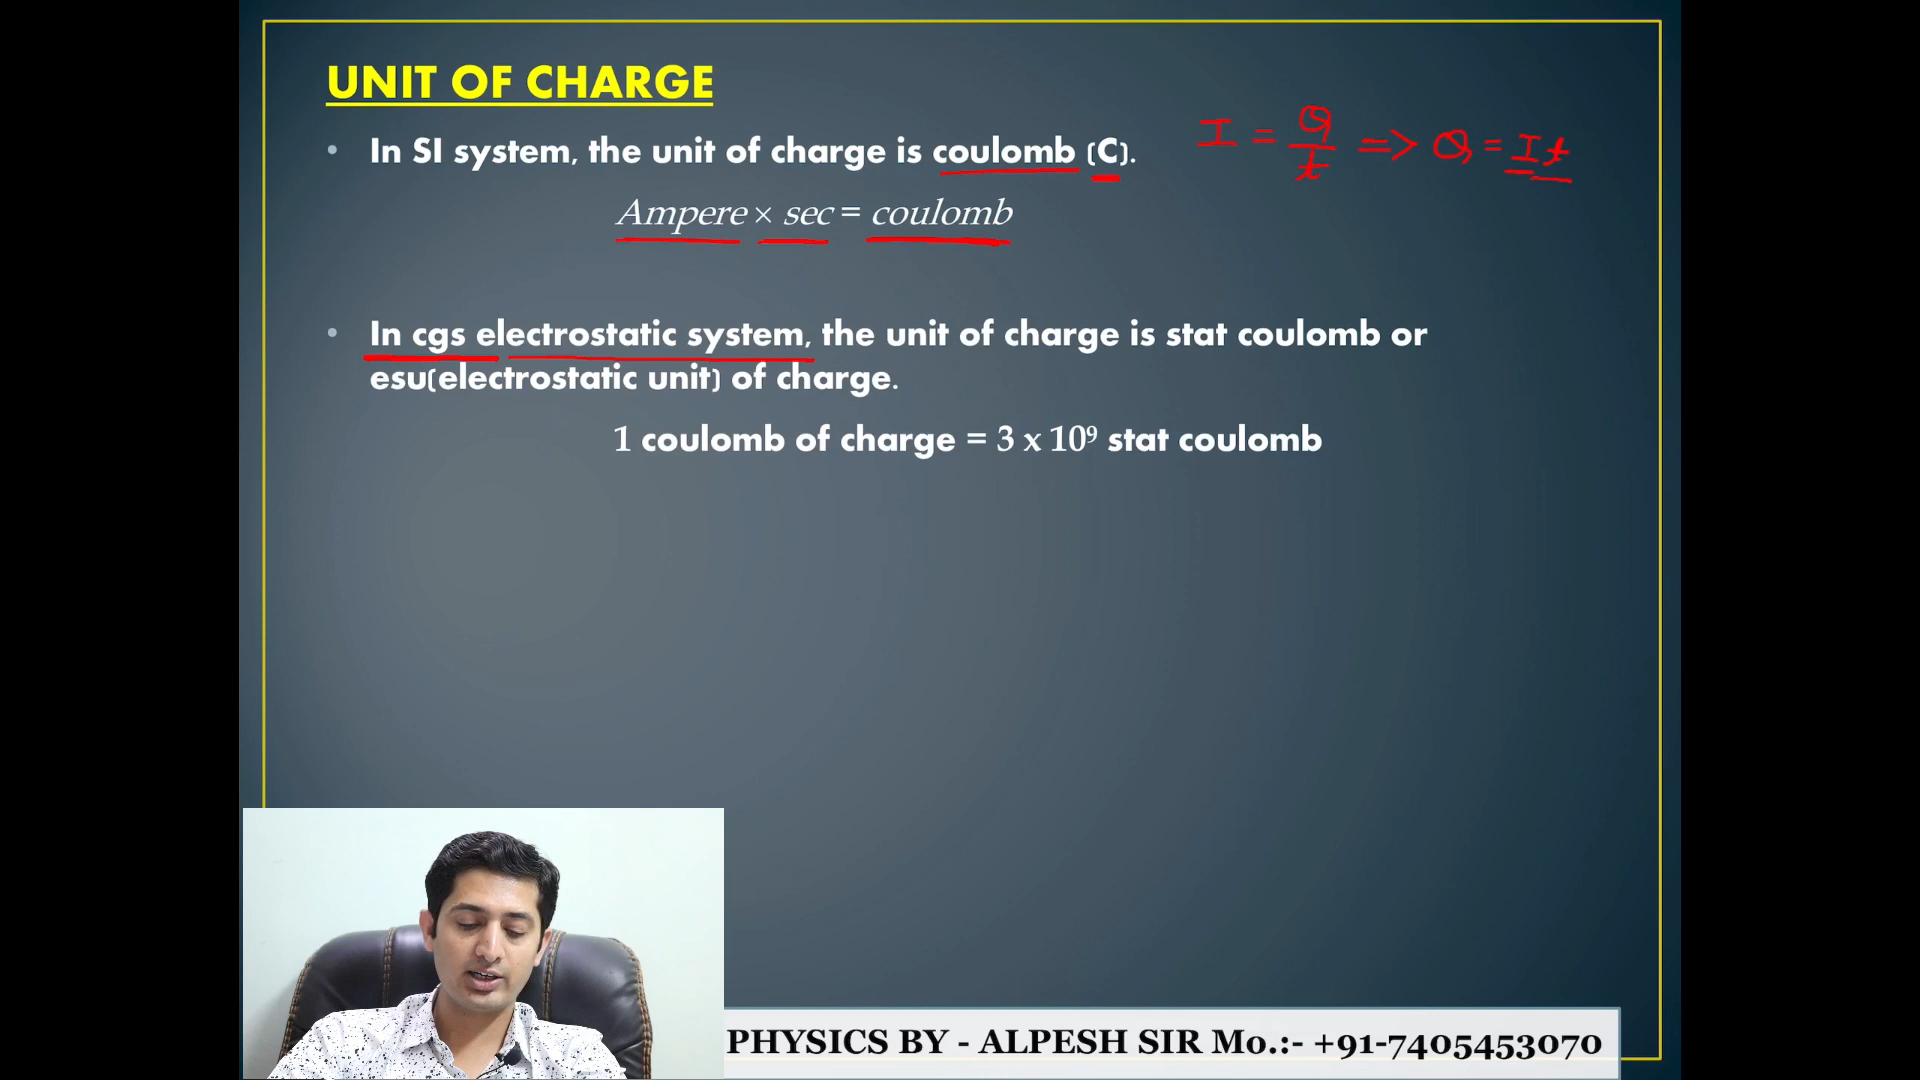 UNIT OF CHARGE
• In SI system, the unit of charge is coulomb (C).
I = Q/t => Q = It
Ampere × sec = coulomb
• In cgs electrostatic system, the unit of charge is stat coulomb or
esu(electrostatic unit) of charge.
1 coulomb of charge = 3 x 10⁹ stat coulomb
PHYSICS BY - ALPESH SIR Mo.:- +91-7405453070